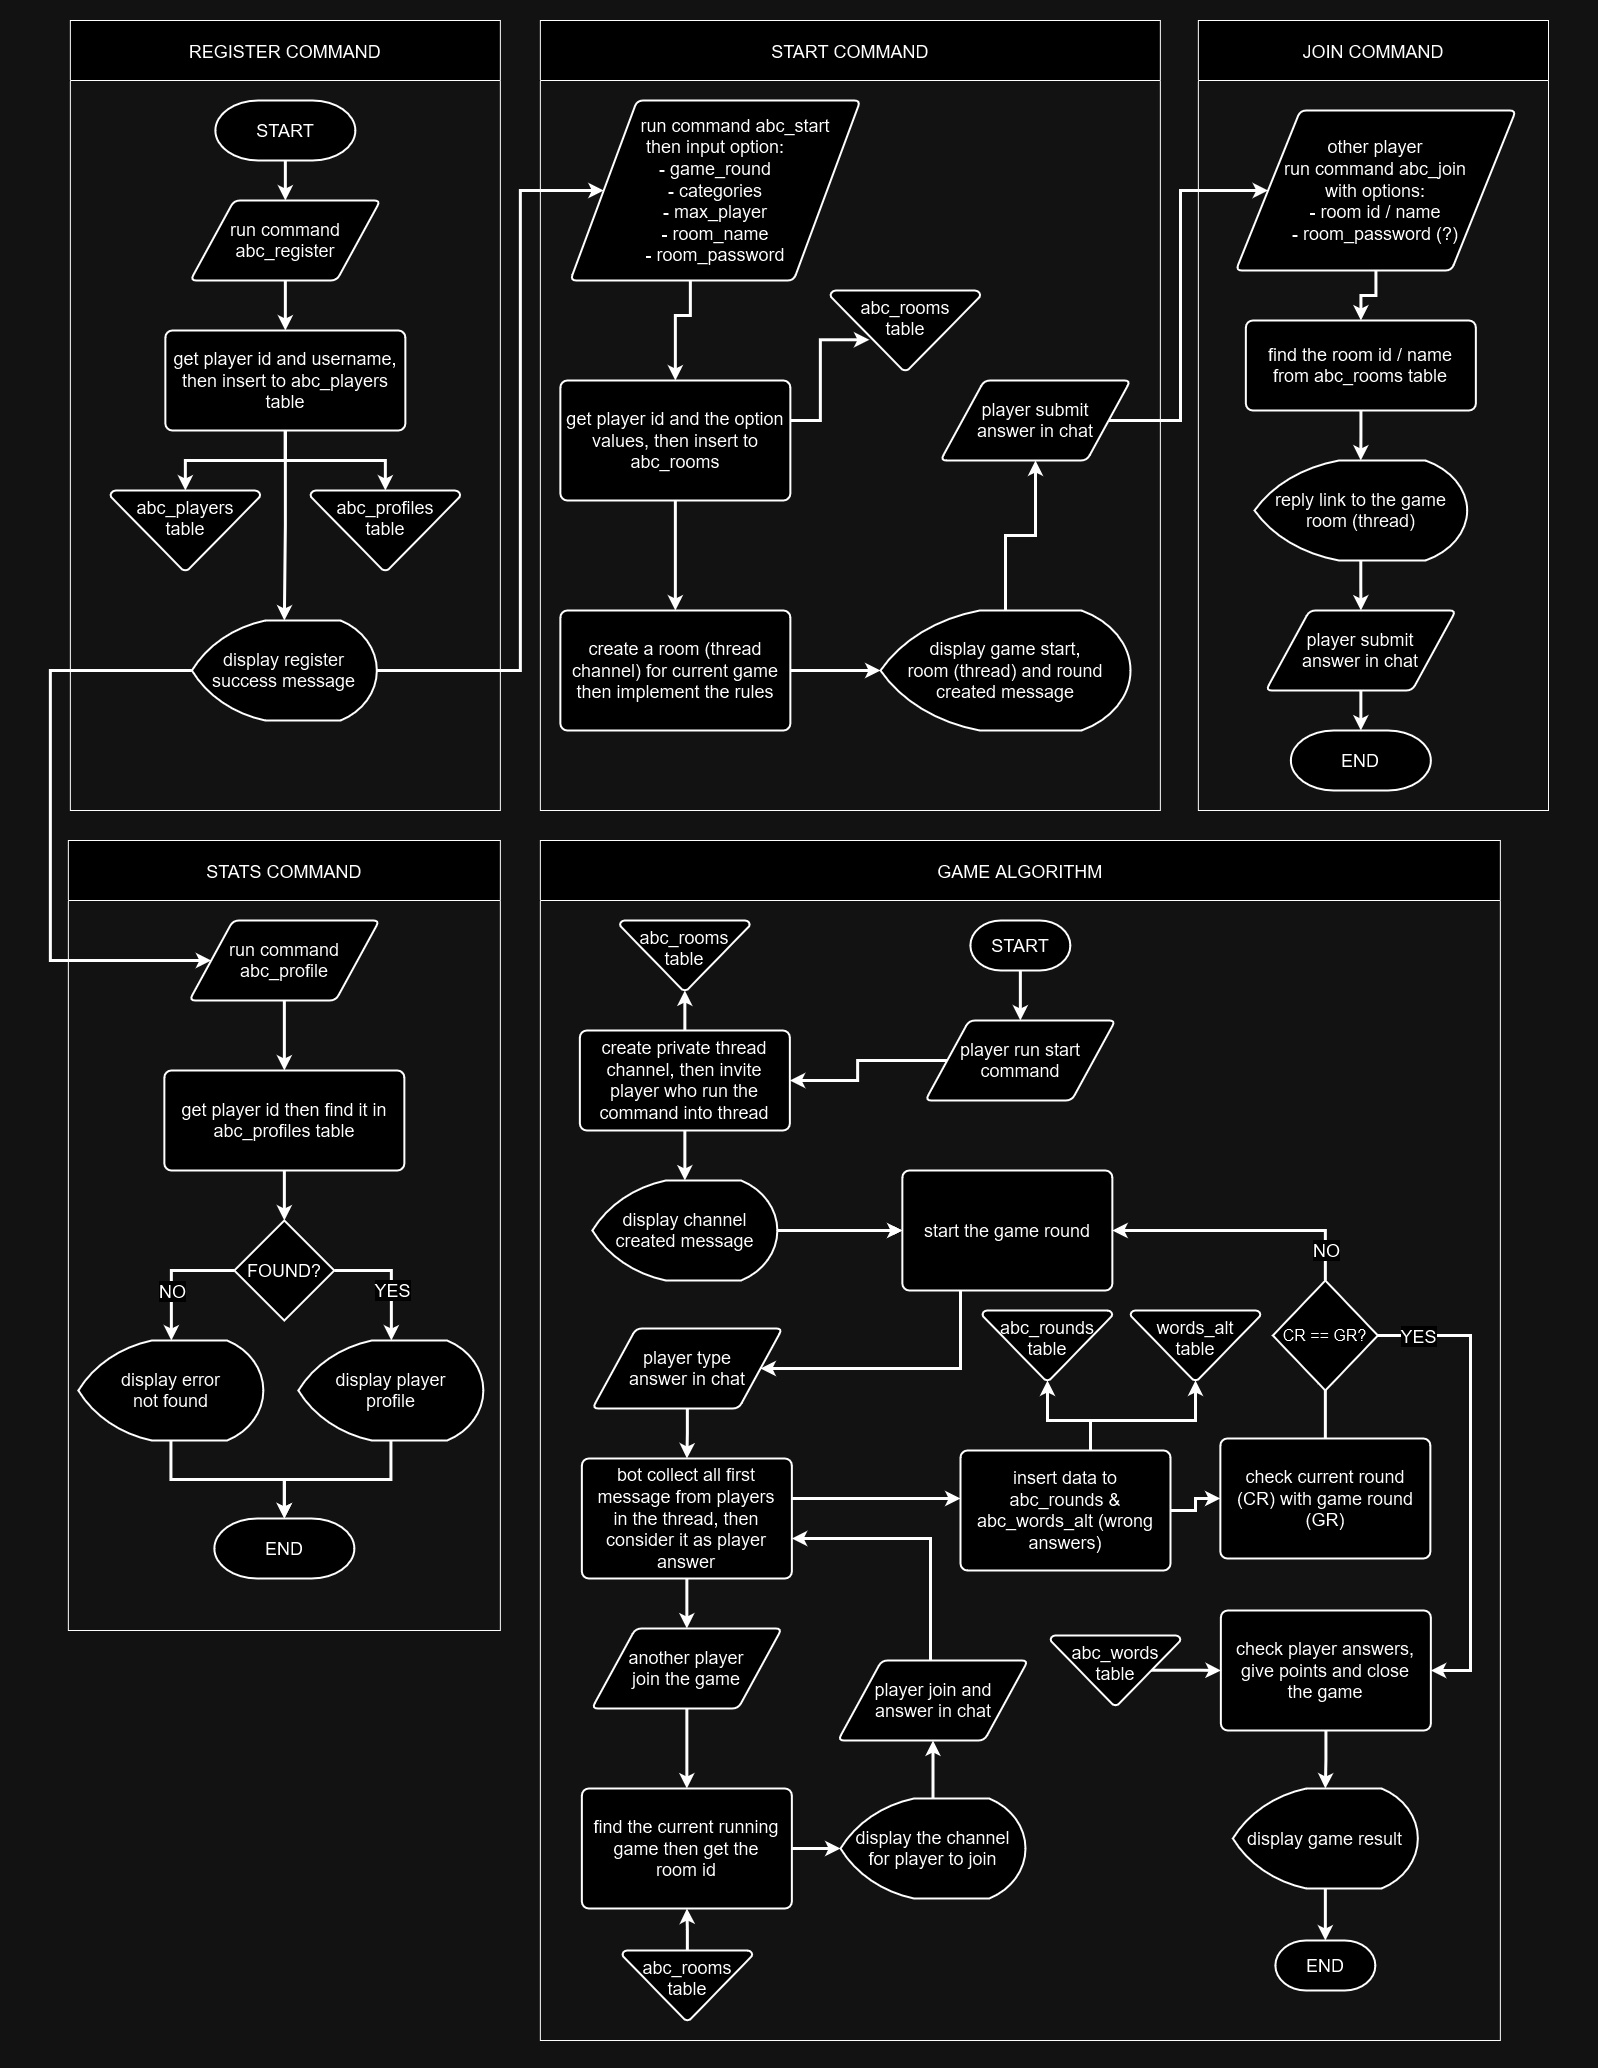 REGISTER COMMAND
START
run command
abc_register
get player id and username,
then insert to abc_players
table
abc_players
table
abc_profiles
table
display register
success message
START COMMAND
run command abc_start
then input option:
- game_round
- categories
- max_player
- room_name
- room_password
abc_rooms
table
get player id and the option
values, then insert to
abc_rooms
player submit
answer in chat
create a room (thread
channel) for current game
then implement the rules
display game start,
room (thread) and round
created message
JOIN COMMAND
other player
run command abc_join
with options:
- room id / name
- room_password (?)
find the room id / name
from abc_rooms table
reply link to the game
room (thread)
player submit
answer in chat
END
STATS COMMAND
run command
abc_profile
get player id then find it in
abc_profiles table
FOUND?
NO
YES
display error
not found
display player
profile
END
GAME ALGORITHM
abc_rooms
table
START
create private thread
channel, then invite
player who run the
command into thread
player run start
command
display channel
created message
start the game round
NO
abc_rounds
table
words_alt
table
CR == GR?
YES
player type
answer in chat
bot collect all first
message from players
in the thread, then
consider it as player
answer
insert data to
abc_rounds &
abc_words_alt (wrong
answers)
check current round
(CR) with game round
(GR)
another player
join the game
player join and
answer in chat
abc_words
table
check player answers,
give points and close
the game
find the current running
game then get the
room id
display the channel
for player to join
display game result
abc_rooms
table
END